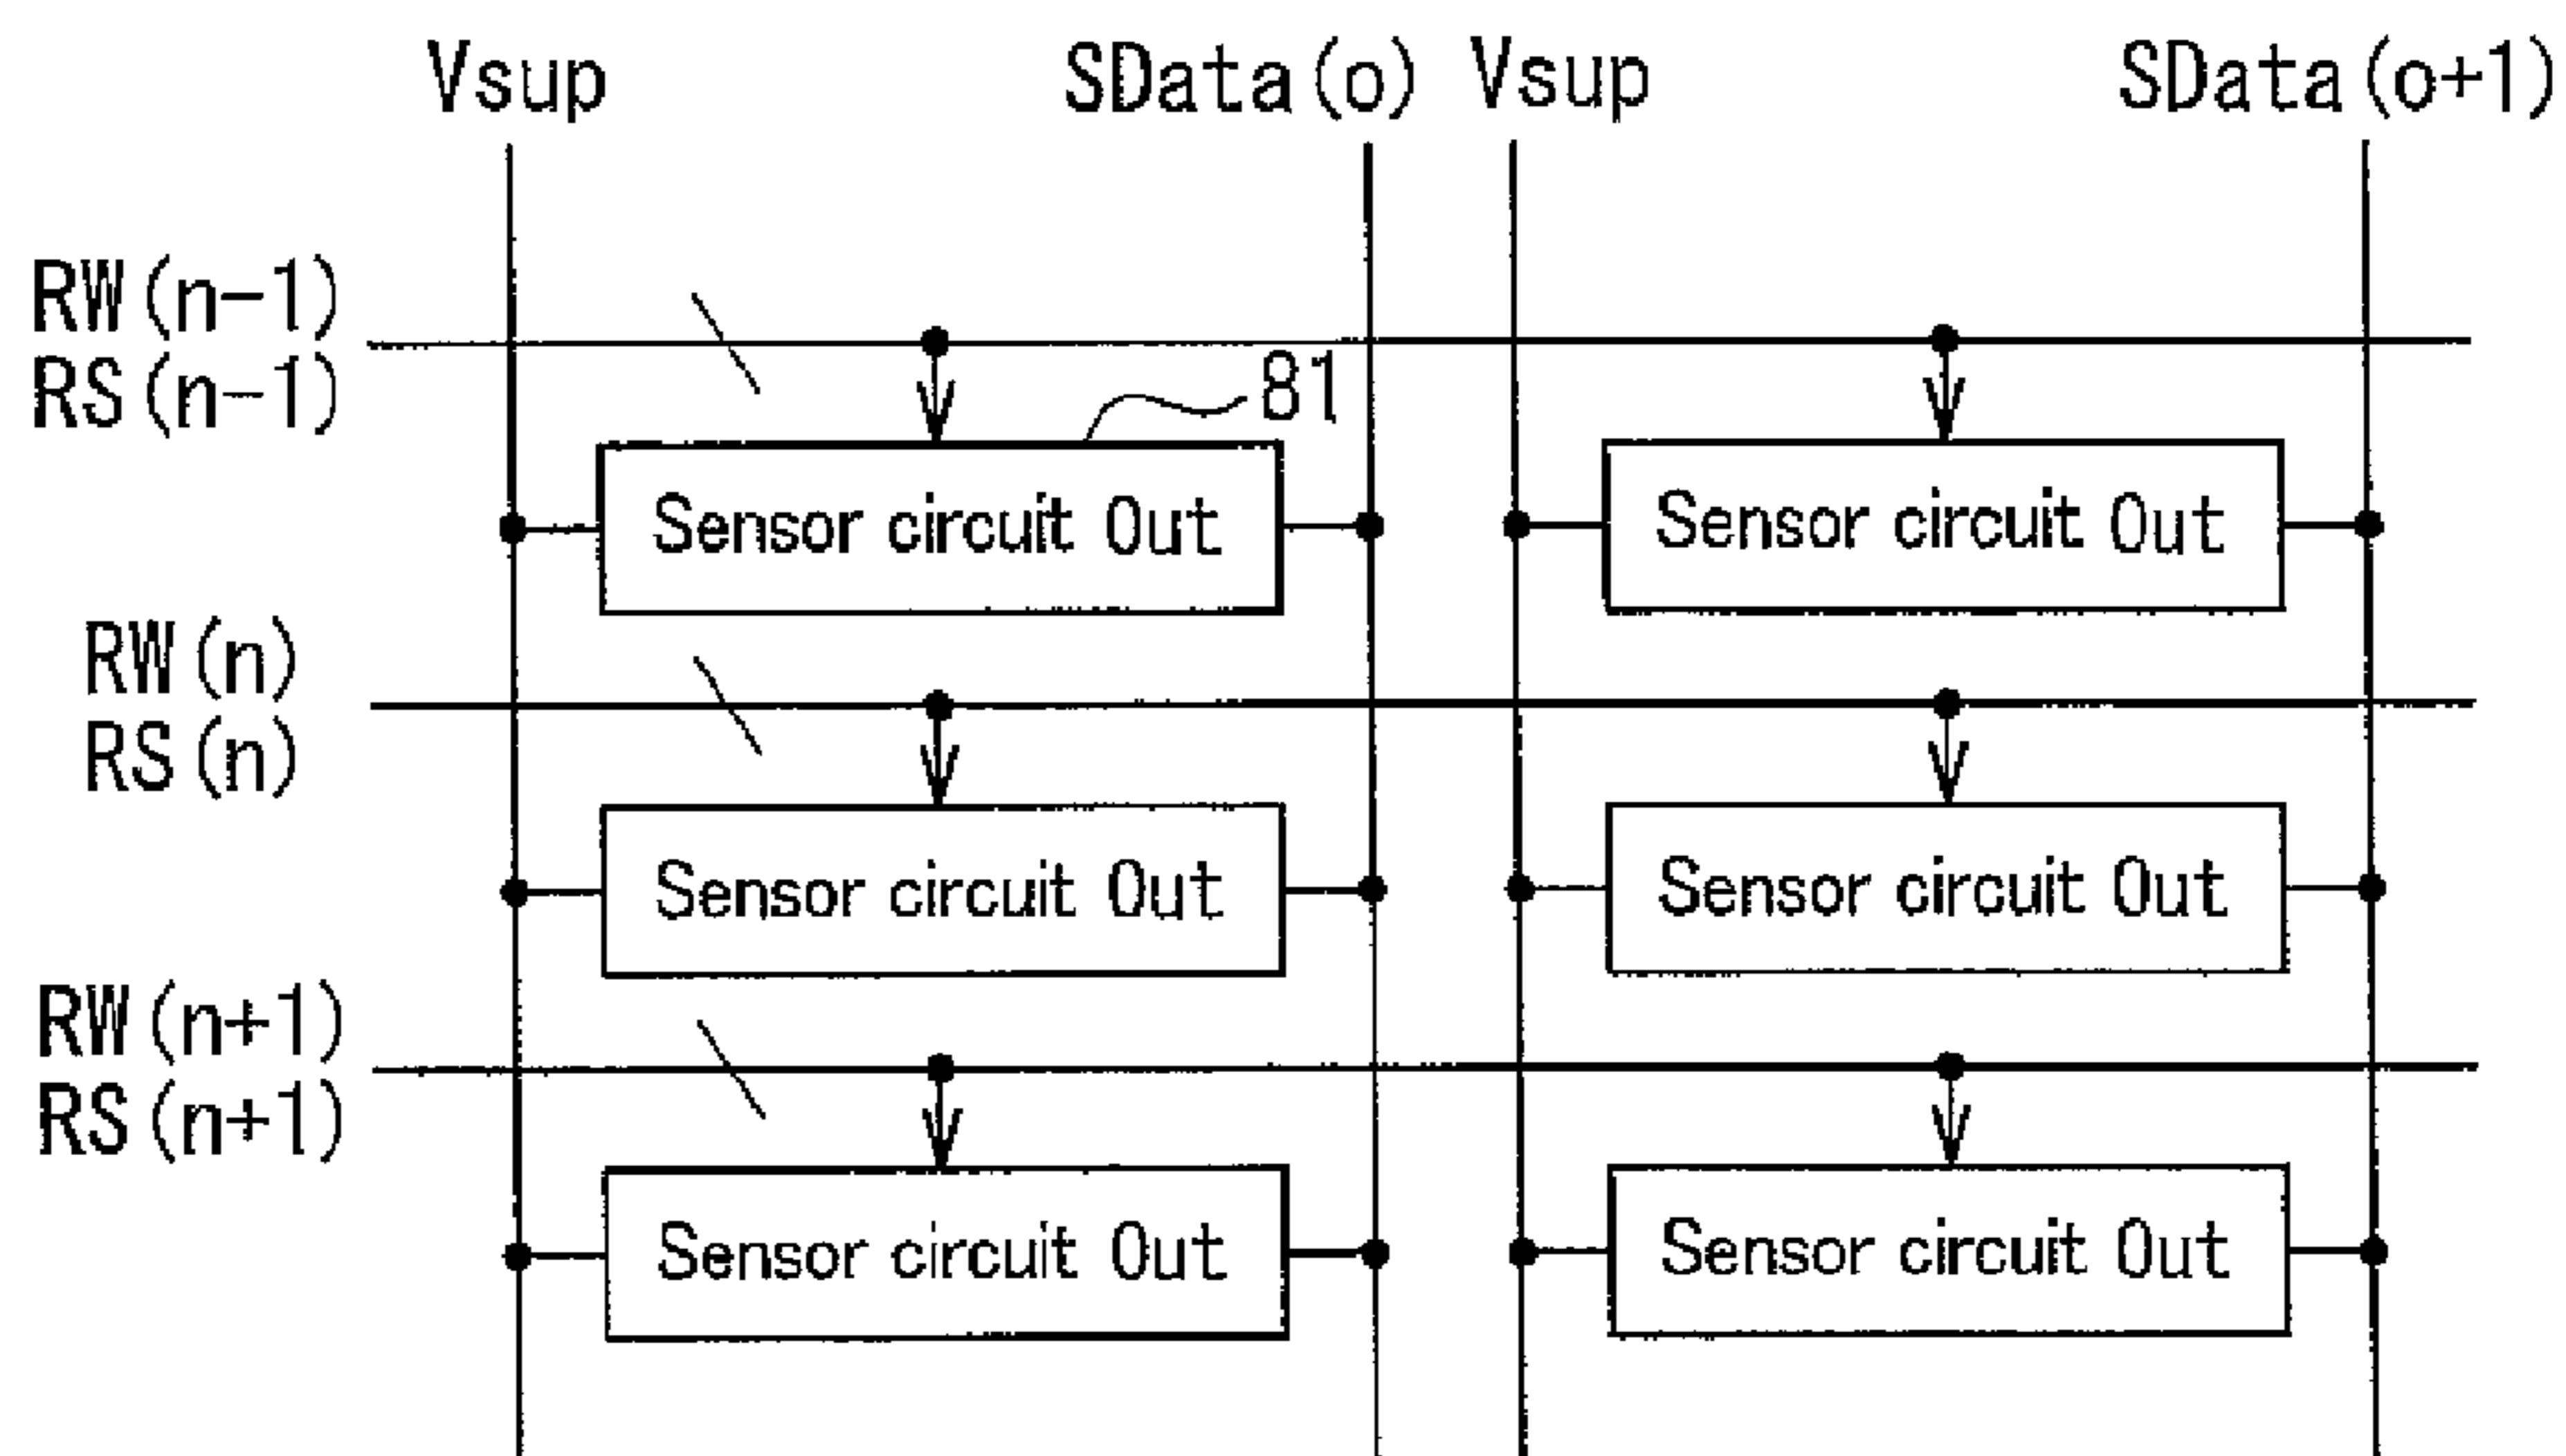 Vsup SData(o) Vsup SData(o+1)
RW(n-1)
RS(n-1)
81
Sensor circuit Out Sensor circuit Out
RW(n)
RS(n)
Sensor circuit Out Sensor circuit Out
RW(n+1)
RS(n+1)
Sensor circuit Out Sensor circuit Out